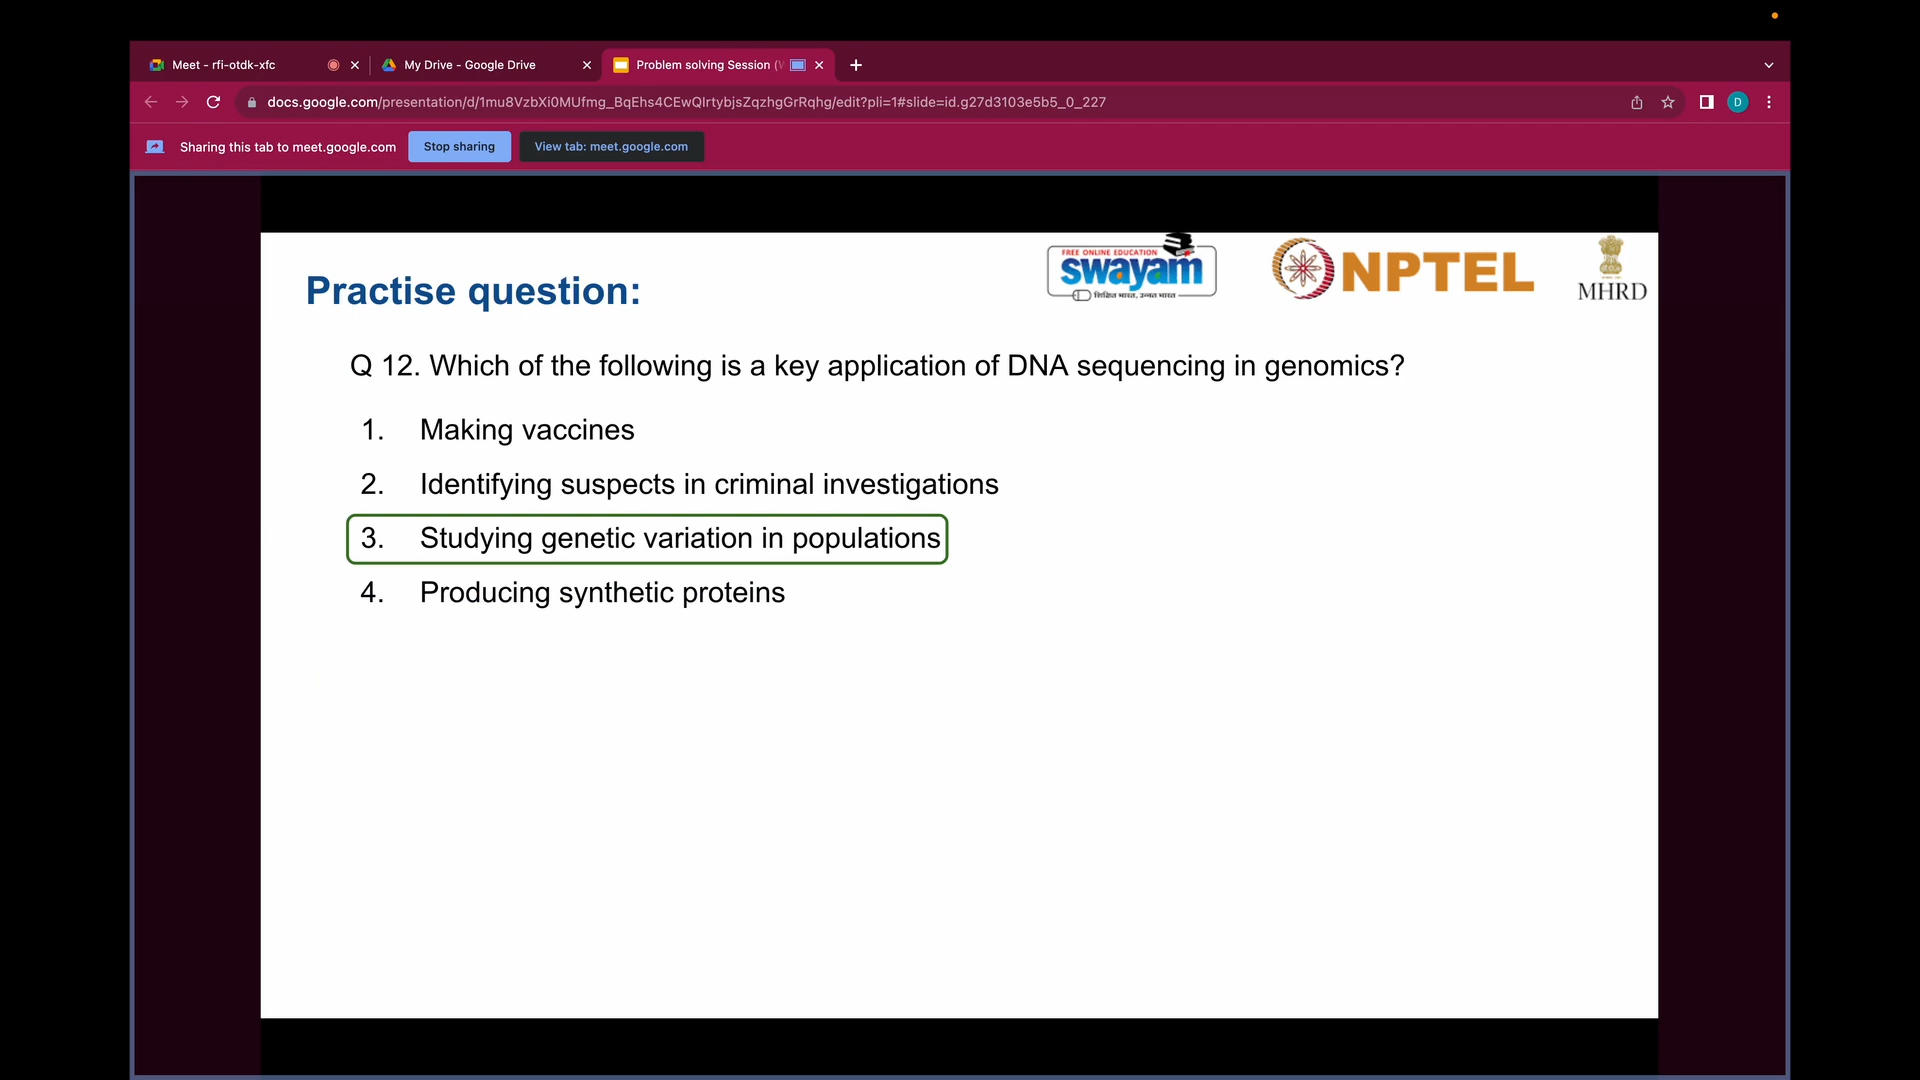 Meet - rfi-otdk-xfc
My Drive - Google Drive
Problem solving Session (
docs.google.com/presentation/d/1mu8VzbXi0MUfmg_BqEhs4CEwQIrtybjsZqzhgGrRqhg/edit?pli=1#slide=id.g27d3103e5b5_0_227
D
Sharing this tab to meet.google.com
Stop sharing
View tab: meet.google.com
FREE ONLINE EDUCATION
swayam
शिक्षित भारत, उन्नत भारत
NPTEL
MHRD
Practise question:
Q 12. Which of the following is a key application of DNA sequencing in genomics?
1. Making vaccines
2. Identifying suspects in criminal investigations
3. Studying genetic variation in populations
4. Producing synthetic proteins